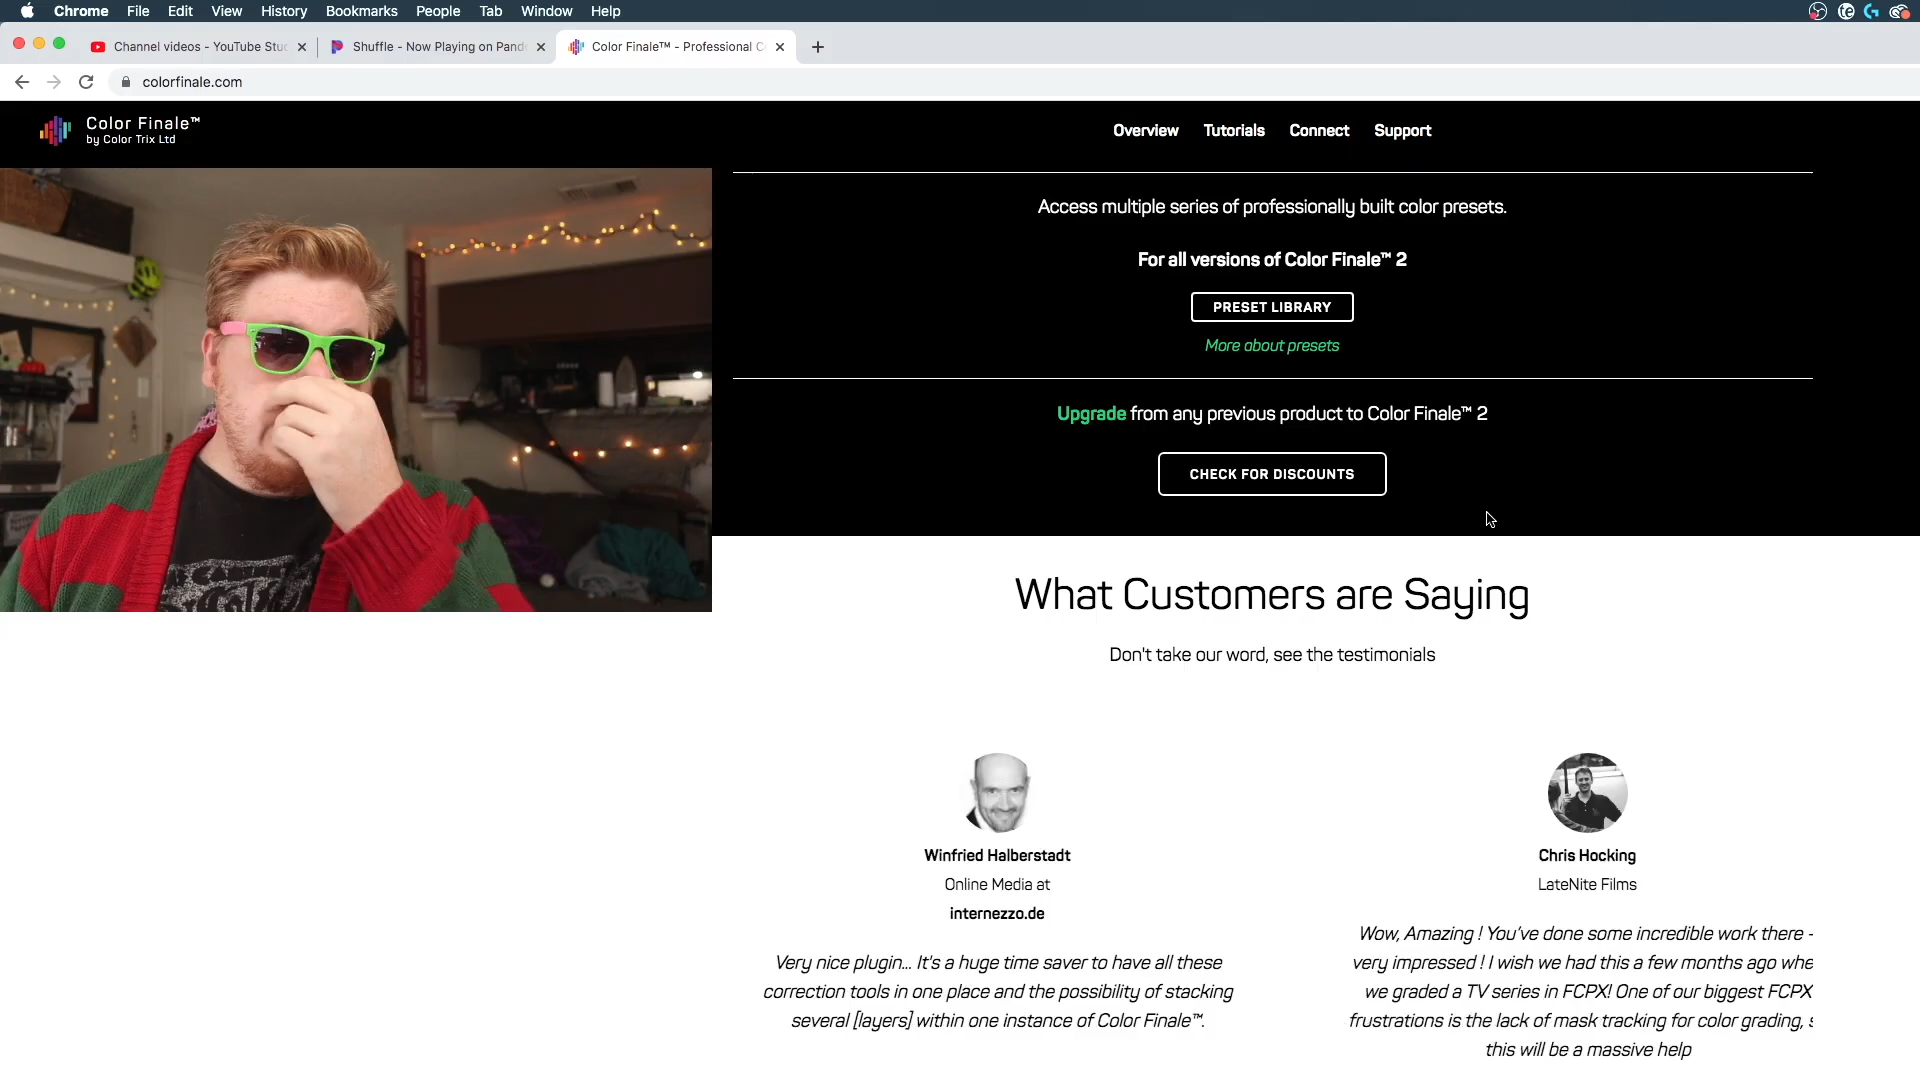 Chrome File Edit View History Bookmarks People Tab Window Help
Channel videos - YouTube Stu
Shuffle - Now Playing on Pand
Color Finale™ - Professional C
colorfinale.com
Color Finale™
by Color Trix Ltd
Overview Tutorials Connect Support
Access multiple series of professionally built color presets.
For all versions of Color Finale™ 2
PRESET LIBRARY
More about presets
Upgrade from any previous product to Color Finale™ 2
CHECK FOR DISCOUNTS
What Customers are Saying
Don't take our word, see the testimonials
Winfried Halberstadt
Online Media at
internezzo.de
Very nice plugin... It's a huge time saver to have all these
correction tools in one place and the possibility of stacking
several [layers] within one instance of Color Finale™.
Chris Hocking
LateNite Films
Wow, Amazing ! You've done some incredible work there -
very impressed ! I wish we had this a few months ago whe
we graded a TV series in FCPX! One of our biggest FCPX
frustrations is the lack of mask tracking for color grading, s
this will be a massive help